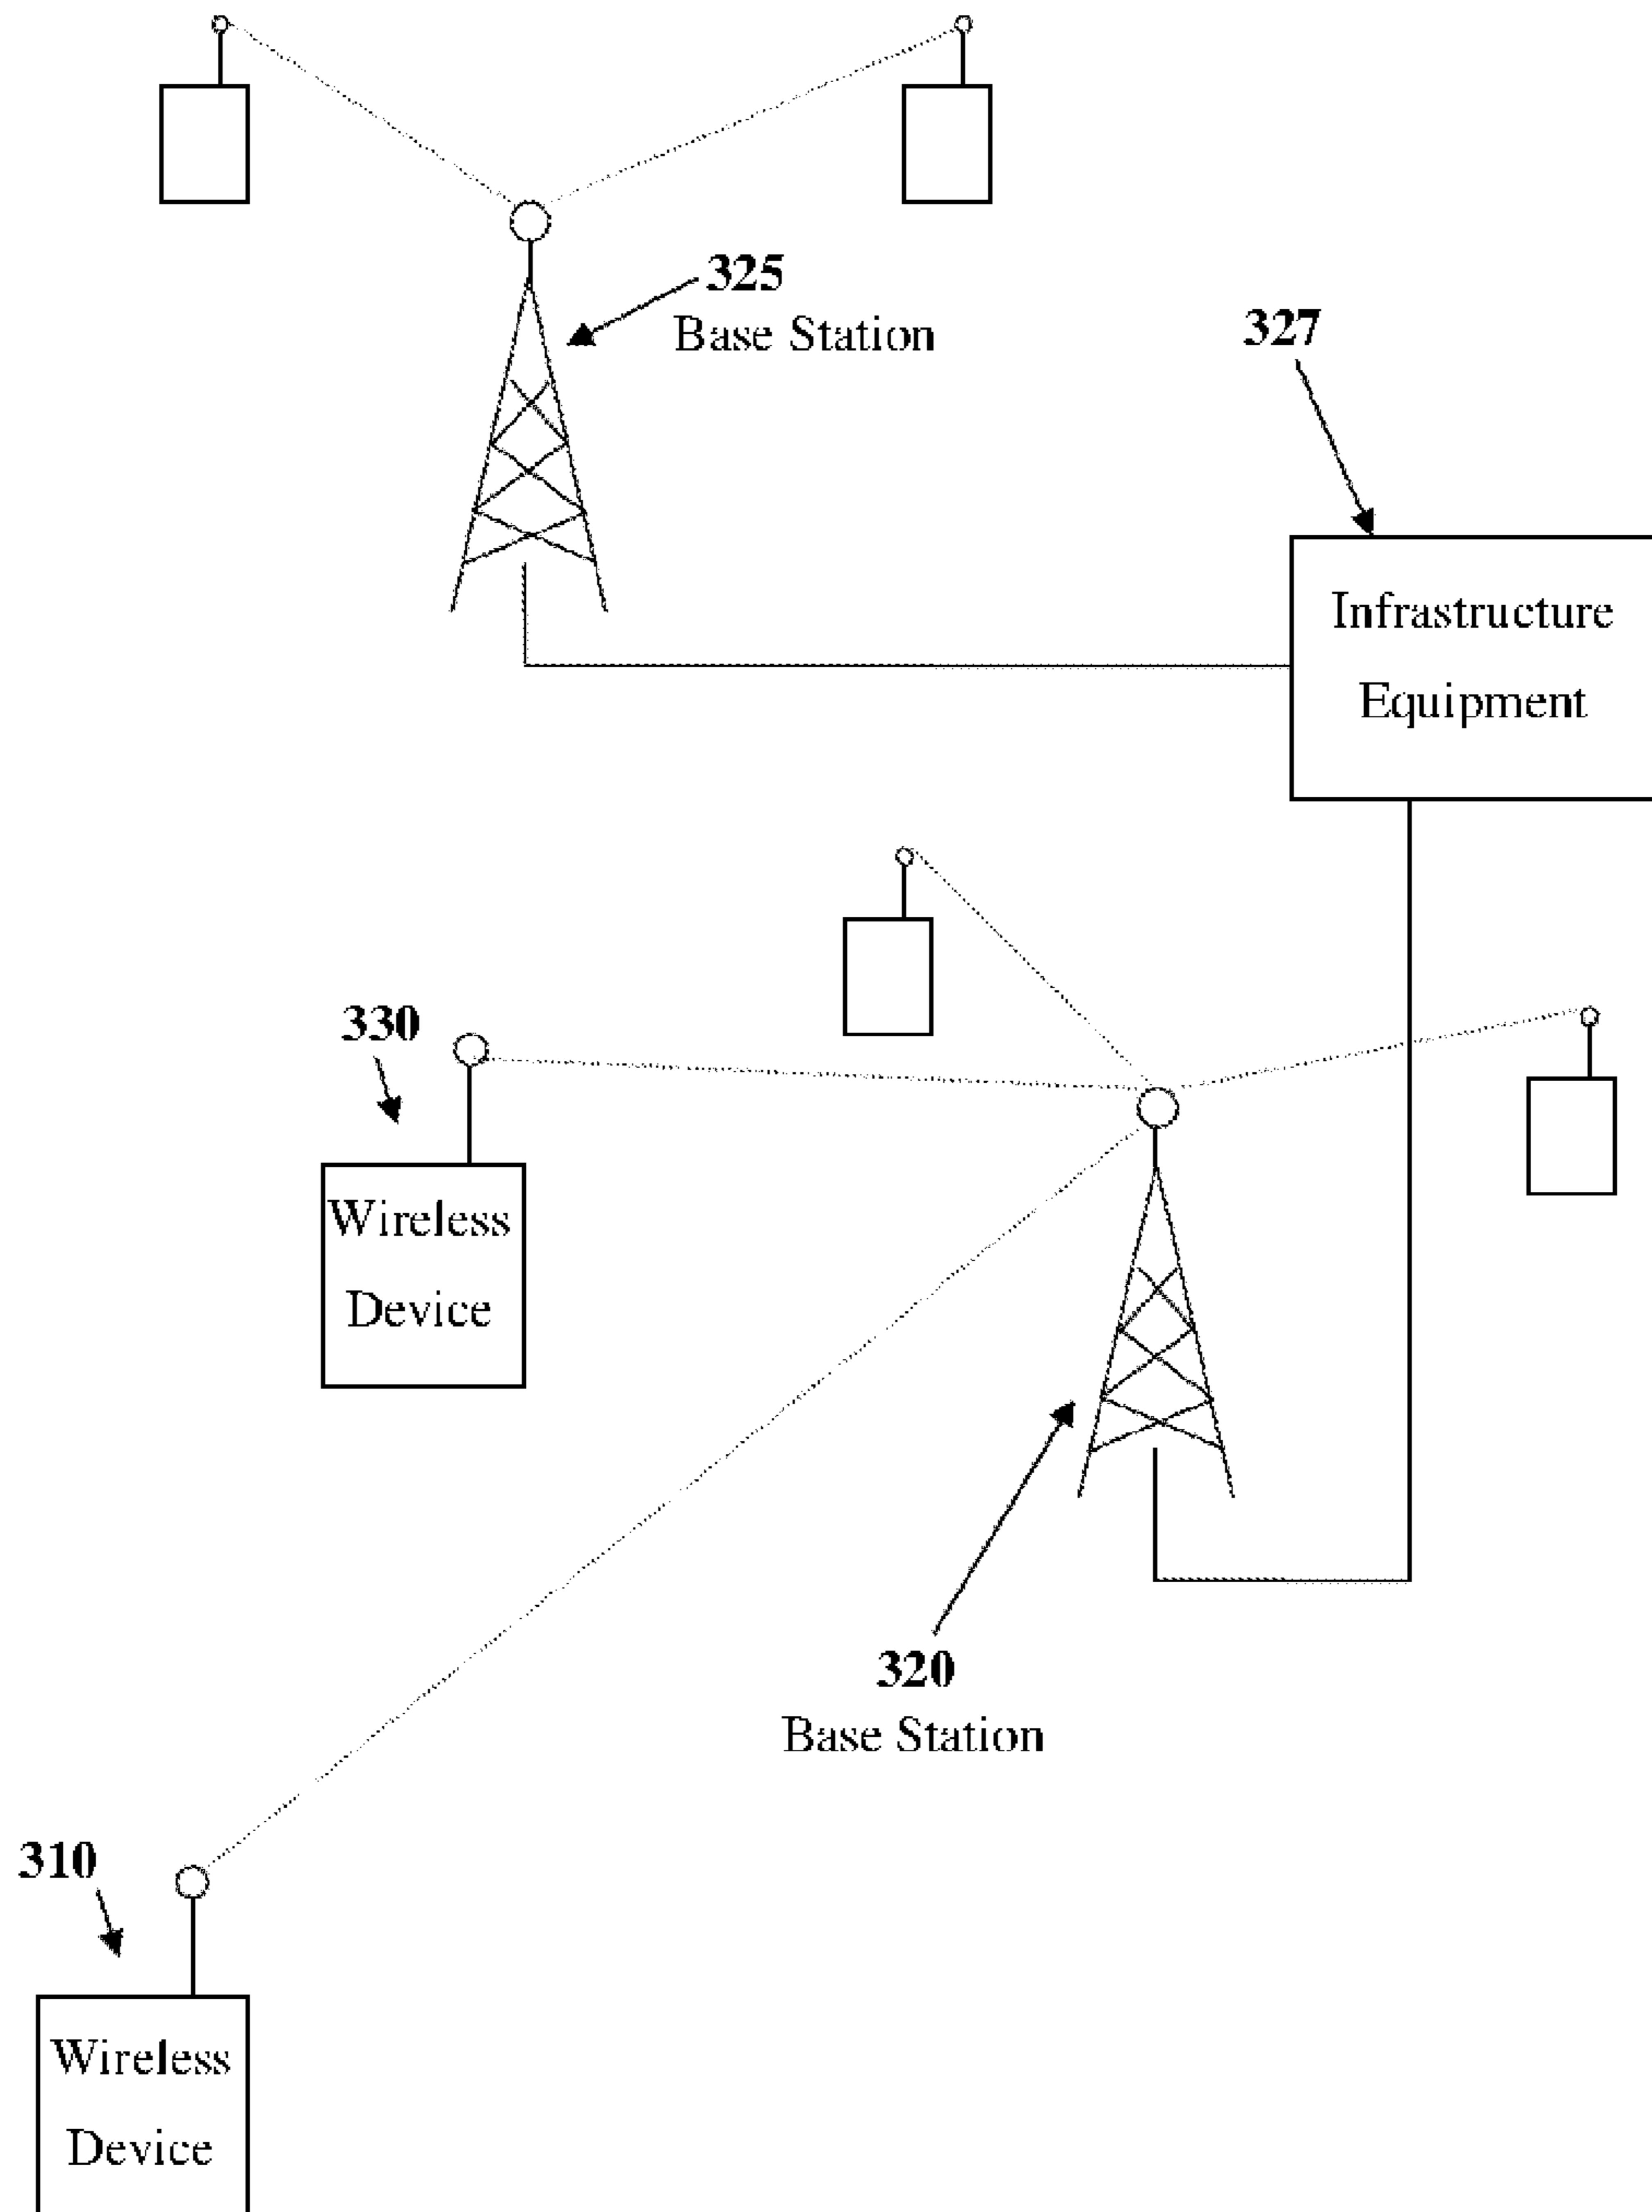 325
Base Station
327
Infrastructure
Equipment
330
Wireless
Device
320
Base Station
310
Wireless
Device